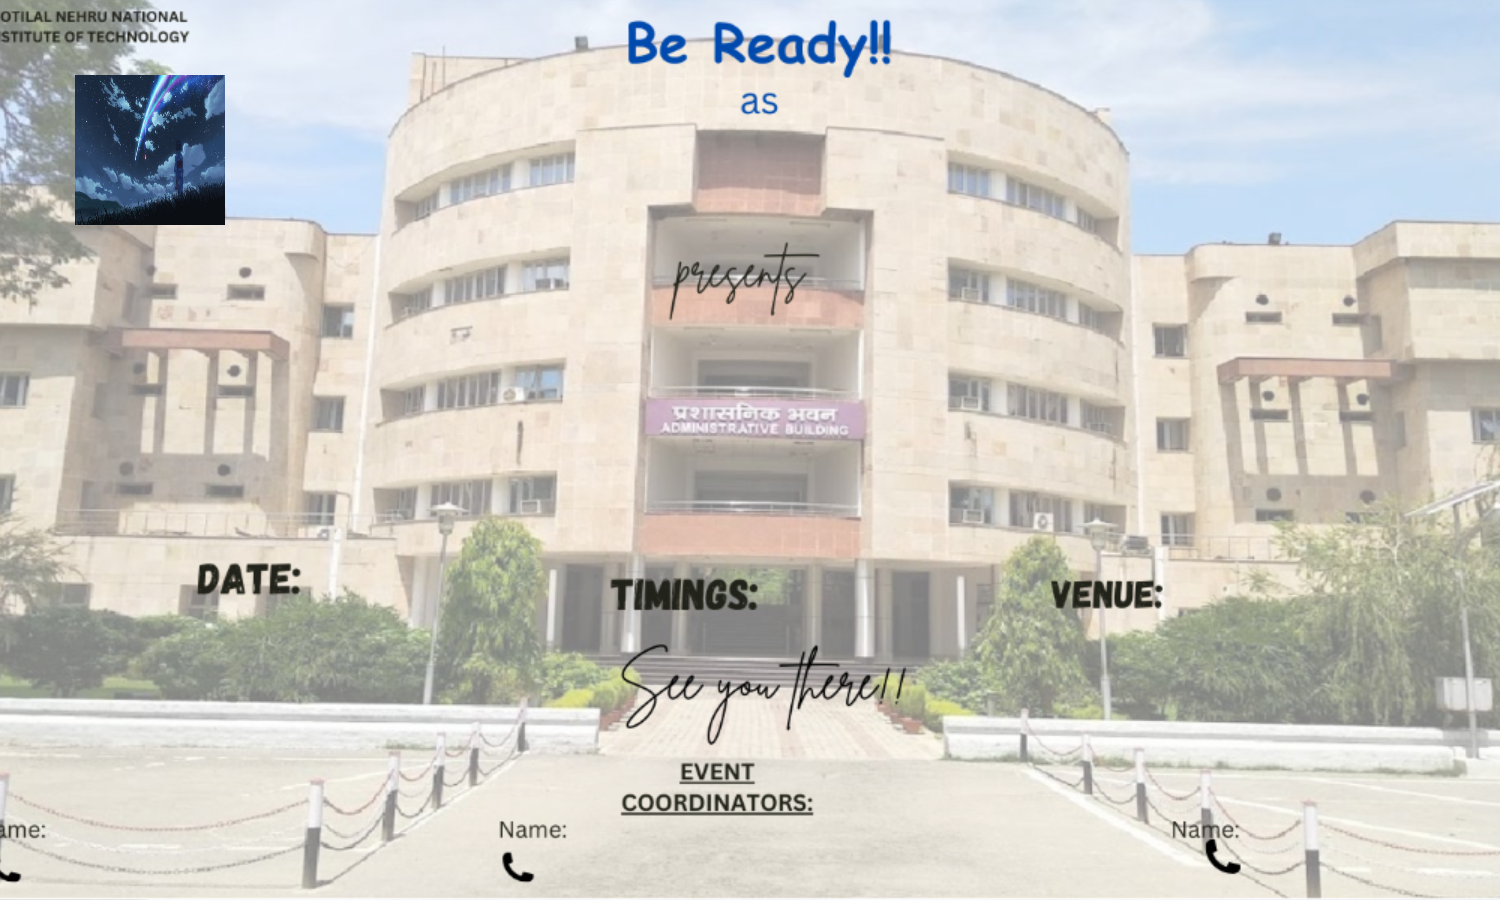 OTILAL NEHRU NATIONAL
STITUTE OF TECHNOLOGY
Be Ready!!
as
presents
प्रशासनिक भवन
ADMINISTRATIVE BUILDING
DATE:
TIMINGS:
VENUE:
See you there!!
EVENT
COORDINATORS:
ame:
Name:
Name: